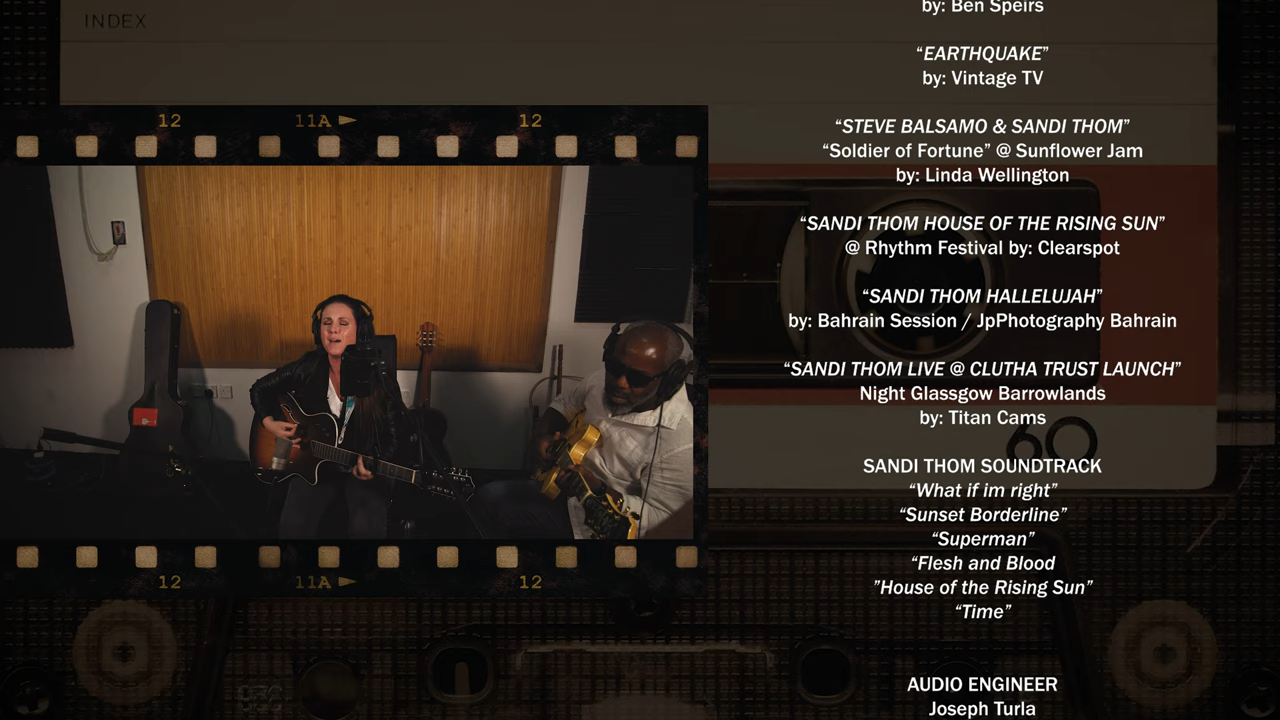 INDEX
12 11A 12
12 11A 12
60
by: Ben Speirs
“EARTHQUAKE”
by: Vintage TV
“STEVE BALSAMO & SANDI THOM”
“Soldier of Fortune” @ Sunflower Jam
by: Linda Wellington
“SANDI THOM HOUSE OF THE RISING SUN”
@ Rhythm Festival by: Clearspot
“SANDI THOM HALLELUJAH”
by: Bahrain Session / JpPhotography Bahrain
“SANDI THOM LIVE @ CLUTHA TRUST LAUNCH”
Night Glassgow Barrowlands
by: Titan Cams
SANDI THOM SOUNDTRACK
“What if im right”
“Sunset Borderline”
“Superman”
“Flesh and Blood
”House of the Rising Sun”
“Time”
AUDIO ENGINEER
Joseph Turla